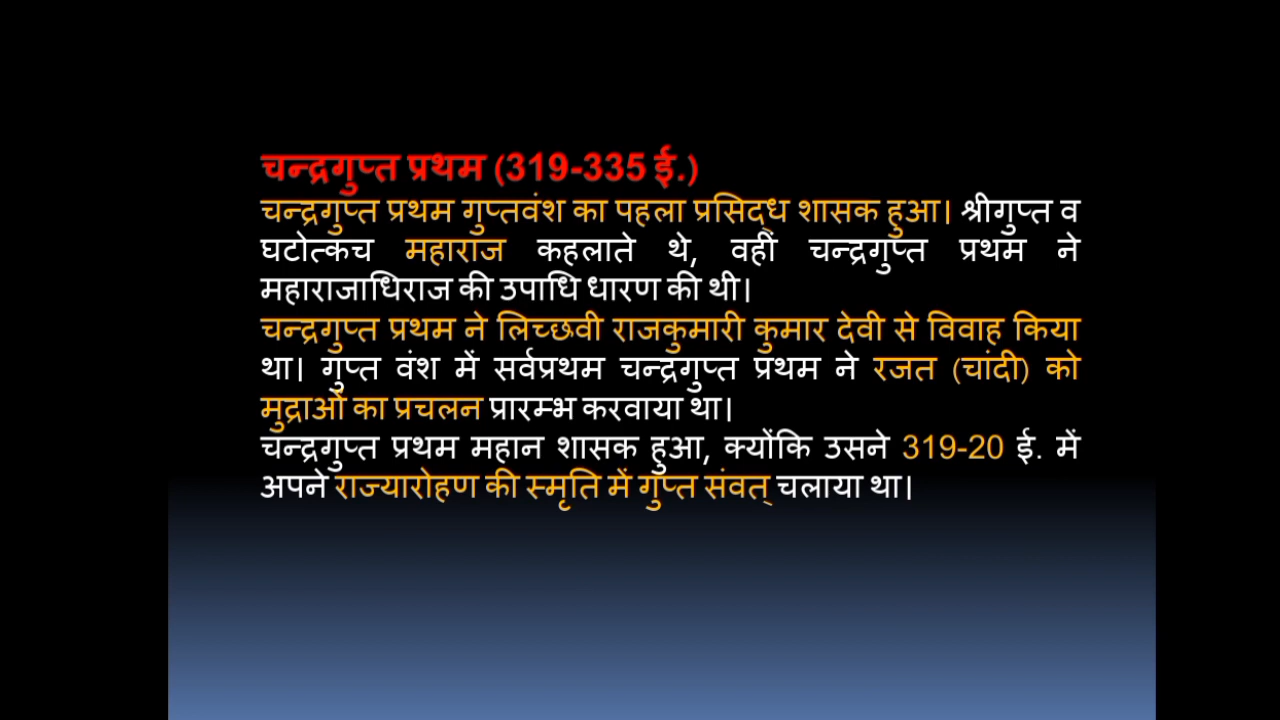 चन्द्रगुप्त प्रथम (319-335 ई.)
चन्द्रगुप्त प्रथम गुप्तवंश का पहला प्रसिद्ध शासक हुआ। श्रीगुप्त व
घटोत्कच महाराज कहलाते थे, वहीं चन्द्रगुप्त प्रथम ने
महाराजाधिराज की उपाधि धारण की थी।
चन्द्रगुप्त प्रथम ने लिच्छवी राजकुमारी कुमार देवी से विवाह किया
था। गुप्त वंश में सर्वप्रथम चन्द्रगुप्त प्रथम ने रजत (चांदी) को
मुद्राओं का प्रचलन प्रारम्भ करवाया था।
चन्द्रगुप्त प्रथम महान शासक हुआ, क्योंकि उसने 319-20 ई. में
अपने राज्यारोहण की स्मृति में गुप्त संवत् चलाया था।